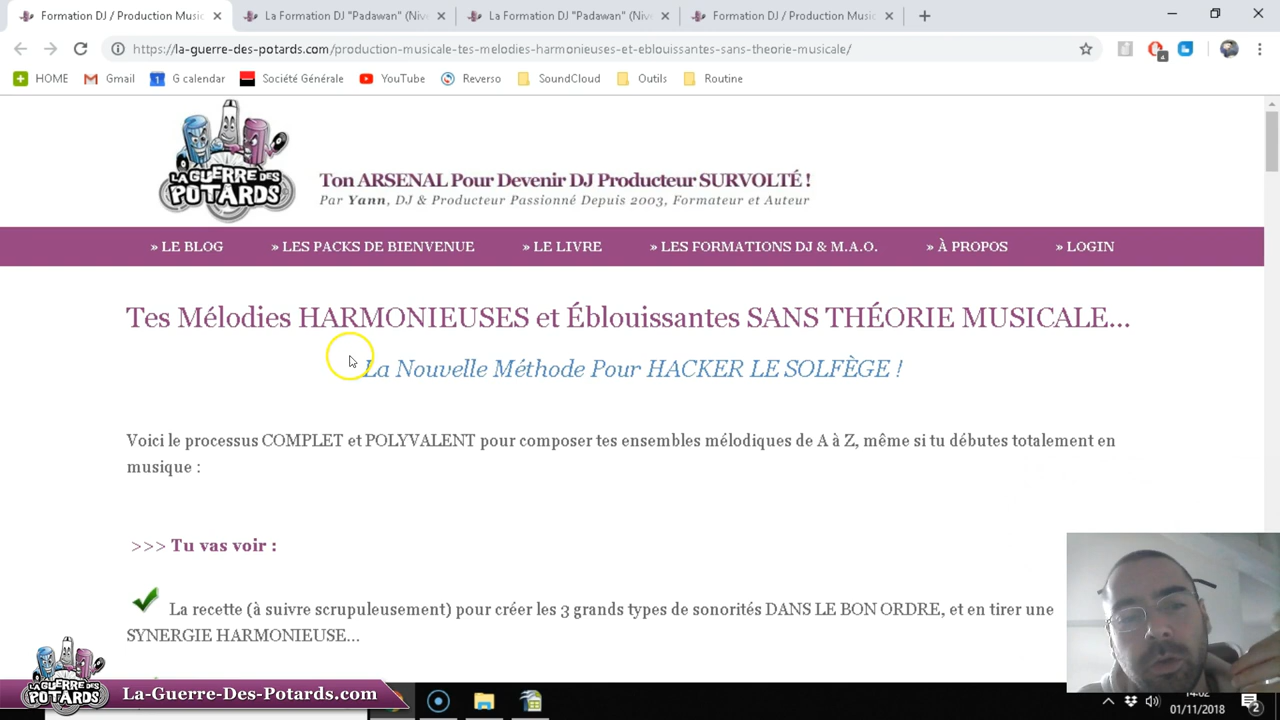 Formation DJ / Production Music
La Formation DJ "Padawan" (Nive
La Formation DJ "Padawan" (Nive
Formation DJ / Production Music
https://la-guerre-des-potards.com/production-musicale-tes-melodies-harmonieuses-et-eblouissantes-sans-theorie-musicale/
4
HOME
Gmail
1
G calendar
Société Générale
YouTube
Reverso
SoundCloud
Outils
Routine
LA GUERRE DES
POTARDS
Ton ARSENAL Pour Devenir DJ Producteur SURVOLTÉ !
Par Yann, DJ & Producteur Passionné Depuis 2003, Formateur et Auteur
» LE BLOG
» LES PACKS DE BIENVENUE
» LE LIVRE
» LES FORMATIONS DJ & M.A.O.
» À PROPOS
» LOGIN
Tes Mélodies HARMONIEUSES et Éblouissantes SANS THÉORIE MUSICALE...
La Nouvelle Méthode Pour HACKER LE SOLFÈGE !
Voici le processus COMPLET et POLYVALENT pour composer tes ensembles mélodiques de A à Z, même si tu débutes totalement en
musique :
>>> Tu vas voir :
La recette (à suivre scrupuleusement) pour créer les 3 grands types de sonorités DANS LE BON ORDRE, et en tirer une
SYNERGIE HARMONIEUSE...
LA GUERRE DES
POTARDS
La-Guerre-Des-Potards.com
14:02
01/11/2018
2